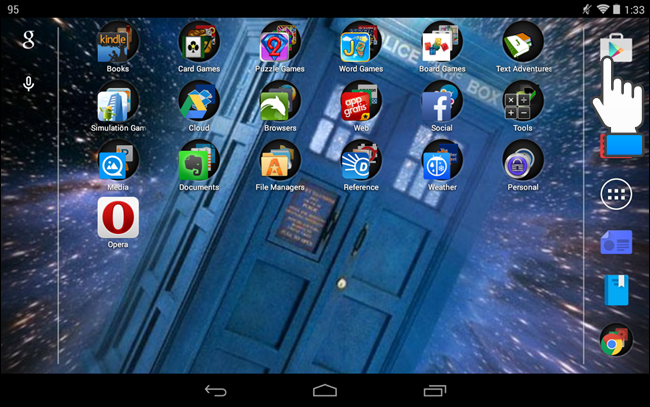 95
1:33
g
kindle
Books
Card Games
2
Puzzle Games
J
Word Games
Board Games
Text Adventures
POLICE
BOX
Simulation Gam
Cloud
Browsers
app
gratis
Web
f
Social
Tools
Media
Documents
File Managers
Reference
Weather
Personal
Opera